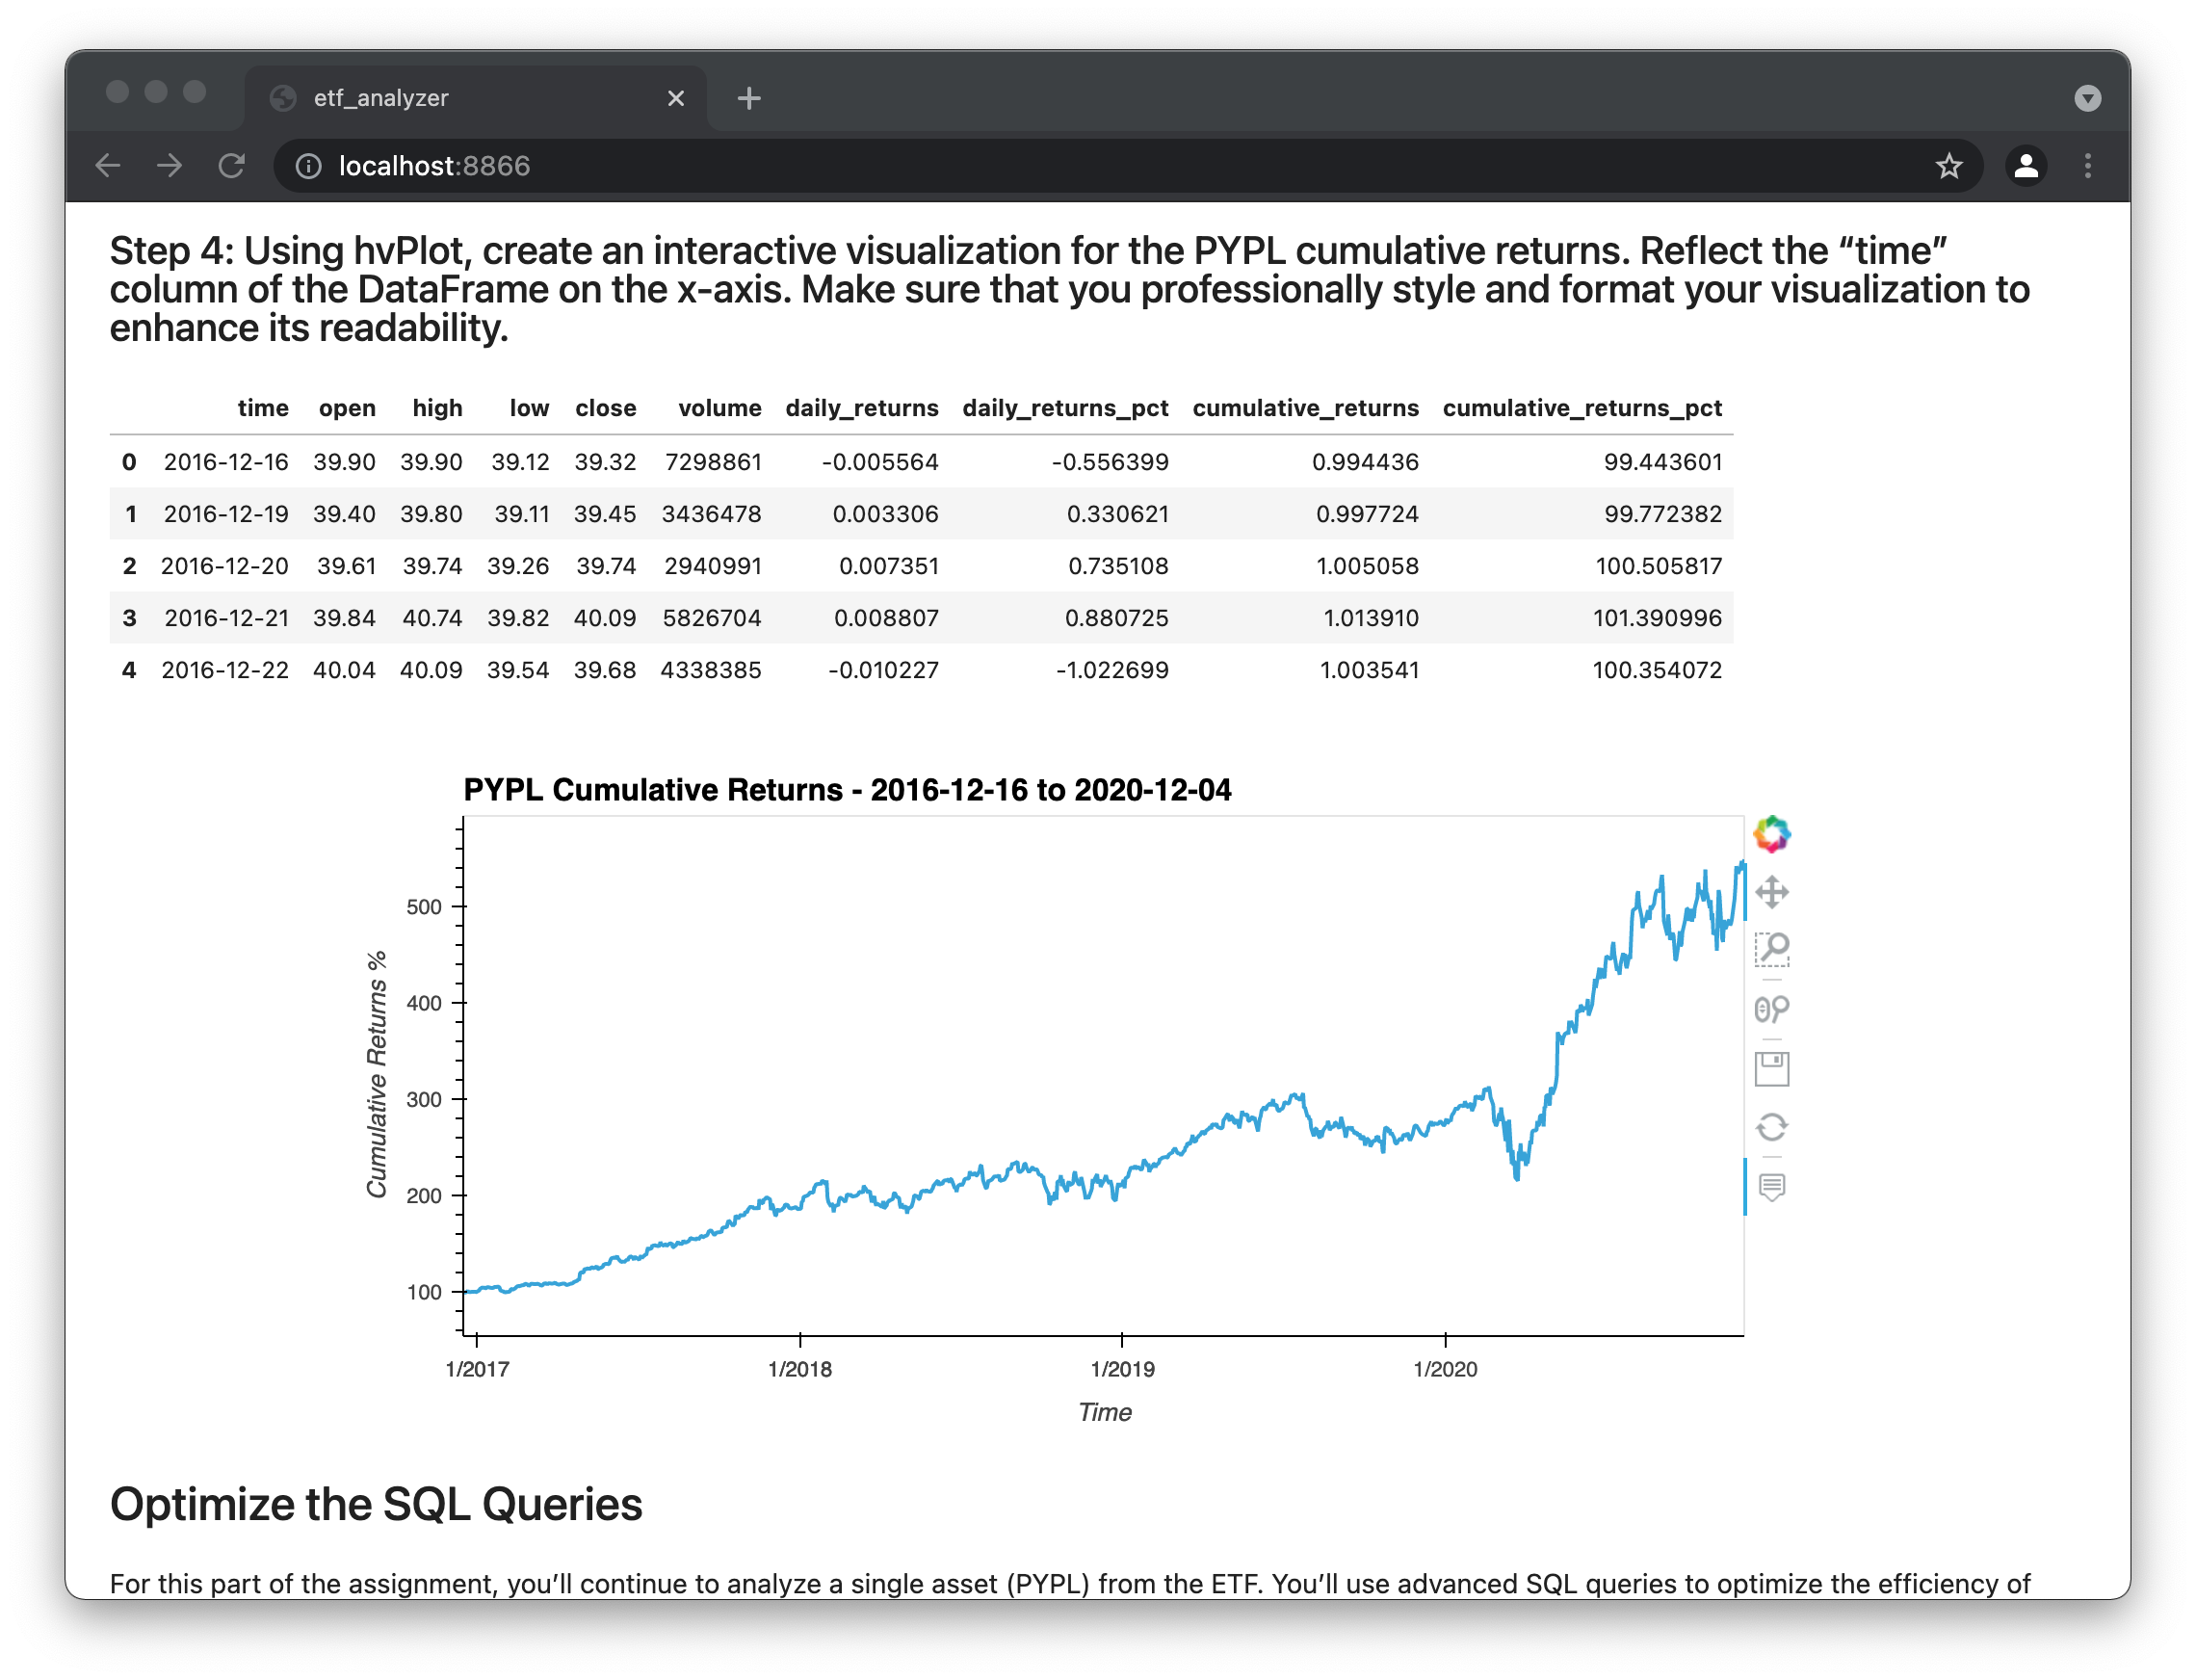 etf_analyzer
localhost:8866
Step 4: Using hvPlot, create an interactive visualization for the PYPL cumulative returns. Reflect the “time”
column of the DataFrame on the x-axis. Make sure that you professionally style and format your visualization to
enhance its readability.
time open high low close volume daily_returns daily_returns_pct cumulative_returns cumulative_returns_pct
0 2016-12-16 39.90 39.90 39.12 39.32 7298861 -0.005564 -0.556399 0.994436 99.443601
1 2016-12-19 39.40 39.80 39.11 39.45 3436478 0.003306 0.330621 0.997724 99.772382
2 2016-12-20 39.61 39.74 39.26 39.74 2940991 0.007351 0.735108 1.005058 100.505817
3 2016-12-21 39.84 40.74 39.82 40.09 5826704 0.008807 0.880725 1.013910 101.390996
4 2016-12-22 40.04 40.09 39.54 39.68 4338385 -0.010227 -1.022699 1.003541 100.354072
PYPL Cumulative Returns - 2016-12-16 to 2020-12-04
Cumulative Returns %
500
400
300
200
100
1/2017 1/2018 1/2019 1/2020
Time
Optimize the SQL Queries
For this part of the assignment, you’ll continue to analyze a single asset (PYPL) from the ETF. You’ll use advanced SQL queries to optimize the efficiency of